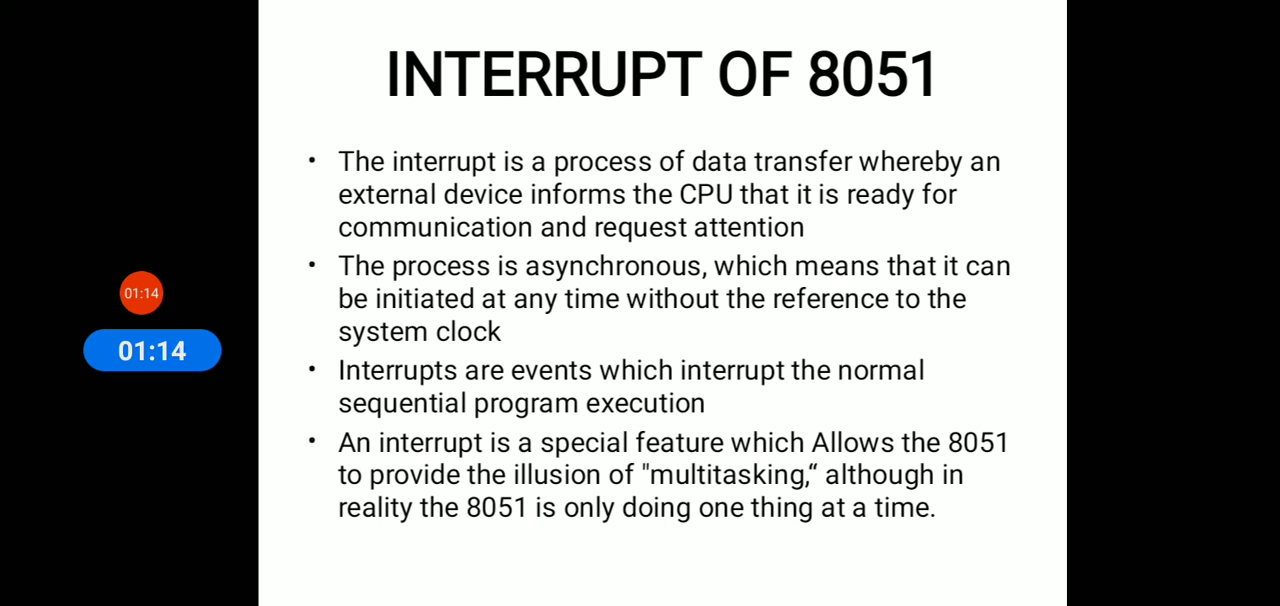 INTERRUPT OF 8051
• The interrupt is a process of data transfer whereby an
external device informs the CPU that it is ready for
communication and request attention
• The process is asynchronous, which means that it can
be initiated at any time without the reference to the
system clock
• Interrupts are events which interrupt the normal
sequential program execution
• An interrupt is a special feature which Allows the 8051
to provide the illusion of "multitasking,“ although in
reality the 8051 is only doing one thing at a time.
01:14
01:14